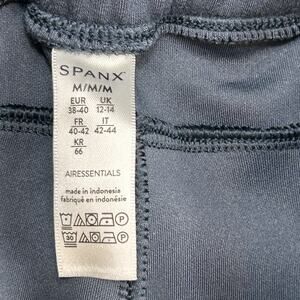 SPANX
M/M/M
EUR UK
38-40 12-14
FR IT
40-42 42-44
KR
66
AIRESSENTIALS
made in indonesia
fabriqué en indonésie